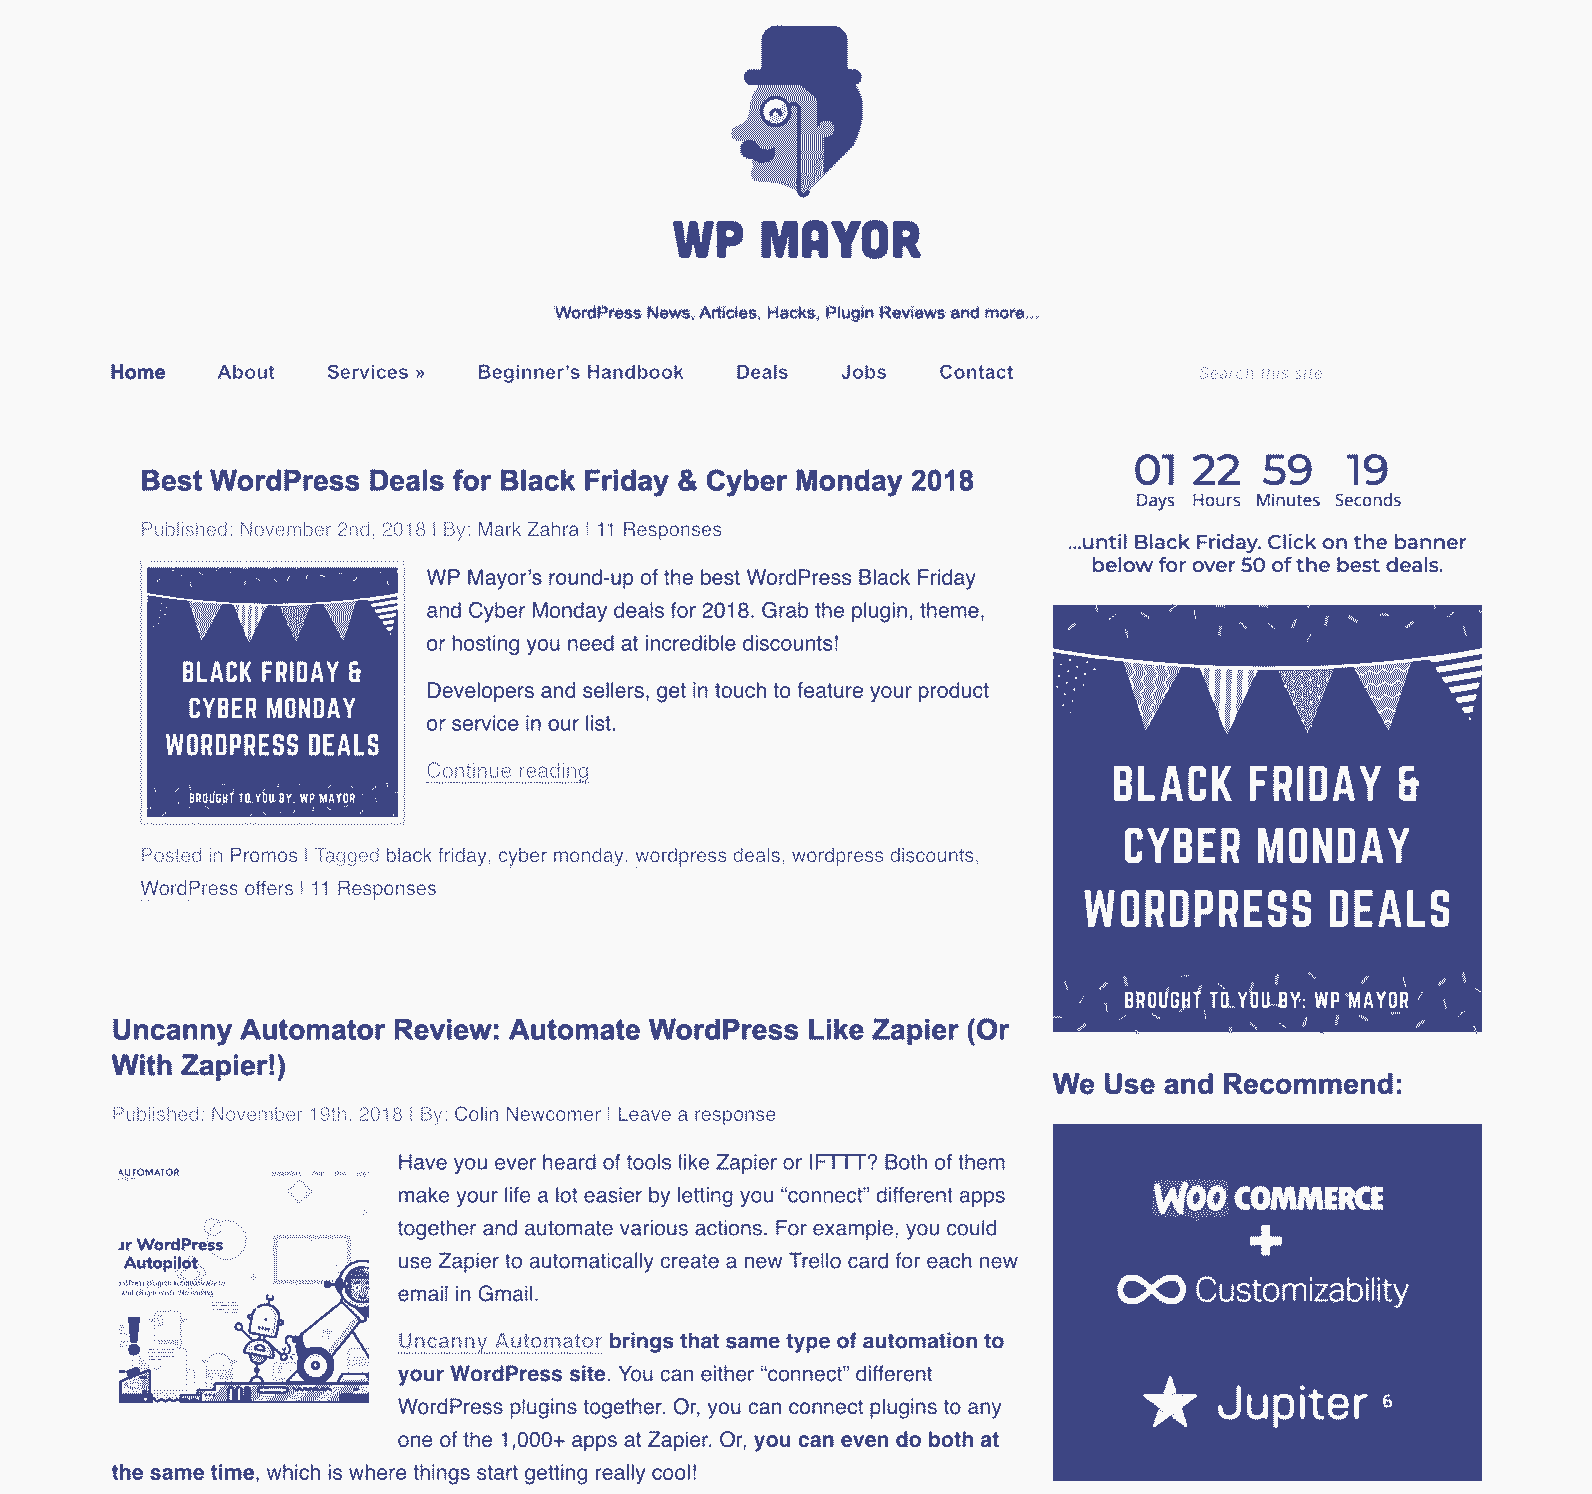 WP MAYOR
WordPress News, Articles, Hacks, Plugin Reviews and more...
Home About Services » Beginner's Handbook Deals Jobs Contact Search this site
Best WordPress Deals for Black Friday & Cyber Monday 2018
Published: November 2nd, 2018 | By: Mark Zahra | 11 Responses
BLACK FRIDAY &
CYBER MONDAY
WORDPRESS DEALS
BROUGHT TO YOU BY: WP MAYOR
WP Mayor's round-up of the best WordPress Black Friday
and Cyber Monday deals for 2018. Grab the plugin, theme,
or hosting you need at incredible discounts!
Developers and sellers, get in touch to feature your product
or service in our list.
Continue reading
Posted in Promos | Tagged black friday, cyber monday, wordpress deals, wordpress discounts,
WordPress offers | 11 Responses
Uncanny Automator Review: Automate WordPress Like Zapier (Or
With Zapier!)
Published: November 19th, 2018 | By: Colin Newcomer | Leave a response
AUTOMATOR
ur WordPress
Autopilot
Have you ever heard of tools like Zapier or IFTTT? Both of them
make your life a lot easier by letting you “connect” different apps
together and automate various actions. For example, you could
use Zapier to automatically create a new Trello card for each new
email in Gmail.
Uncanny Automator brings that same type of automation to
your WordPress site. You can either “connect” different
WordPress plugins together. Or, you can connect plugins to any
one of the 1,000+ apps at Zapier. Or, you can even do both at
the same time, which is where things start getting really cool!
01 22 59 19
Days Hours Minutes Seconds
...until Black Friday. Click on the banner
below for over 50 of the best deals.
BLACK FRIDAY &
CYBER MONDAY
WORDPRESS DEALS
BROUGHT TO YOU BY: WP MAYOR
We Use and Recommend:
WOO COMMERCE
+
Customizability
Jupiter 6